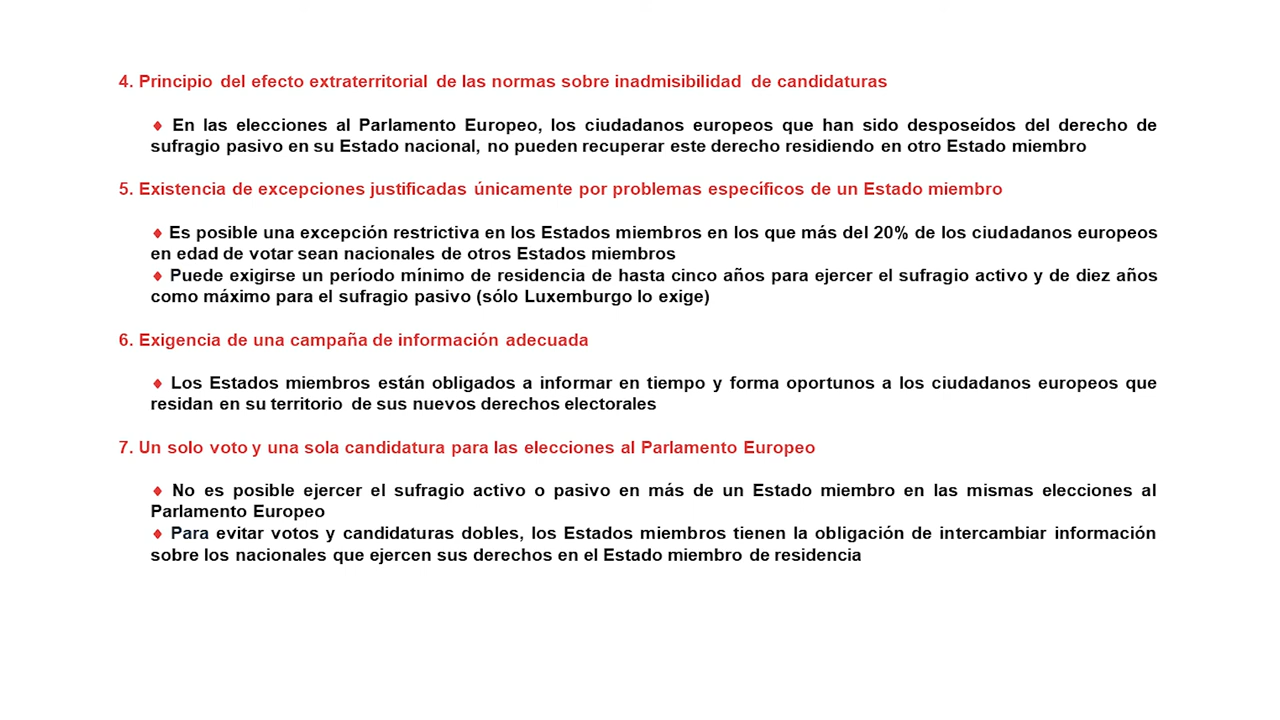 4. Principio del efecto extraterritorial de las normas sobre inadmisibilidad de candidaturas
♦ En las elecciones al Parlamento Europeo, los ciudadanos europeos que han sido desposeídos del derecho de
sufragio pasivo en su Estado nacional, no pueden recuperar este derecho residiendo en otro Estado miembro
5. Existencia de excepciones justificadas únicamente por problemas específicos de un Estado miembro
♦ Es posible una excepción restrictiva en los Estados miembros en los que más del 20% de los ciudadanos europeos
en edad de votar sean nacionales de otros Estados miembros
♦ Puede exigirse un período mínimo de residencia de hasta cinco años para ejercer el sufragio activo y de diez años
como máximo para el sufragio pasivo (sólo Luxemburgo lo exige)
6. Exigencia de una campaña de información adecuada
♦ Los Estados miembros están obligados a informar en tiempo y forma oportunos a los ciudadanos europeos que
residan en su territorio de sus nuevos derechos electorales
7. Un solo voto y una sola candidatura para las elecciones al Parlamento Europeo
♦ No es posible ejercer el sufragio activo o pasivo en más de un Estado miembro en las mismas elecciones al
Parlamento Europeo
♦ Para evitar votos y candidaturas dobles, los Estados miembros tienen la obligación de intercambiar información
sobre los nacionales que ejercen sus derechos en el Estado miembro de residencia